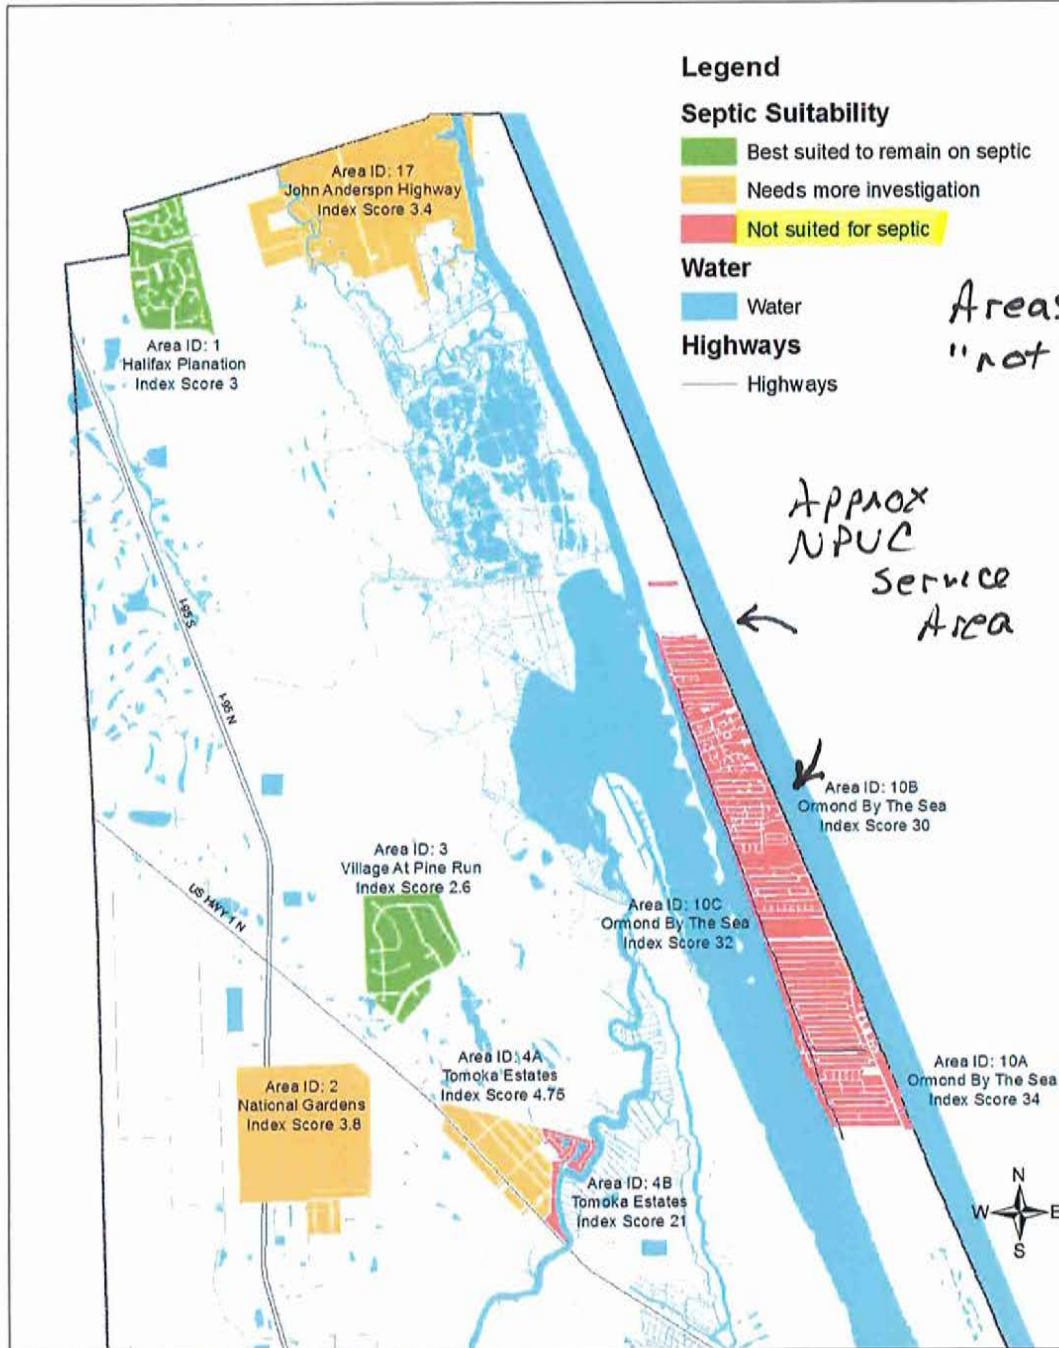 Legend
Septic Suitability
Best suited to remain on septic
Needs more investigation
Not suited for septic
Water
Water
Highways
Highways
Areas
"not
Approx
NPUC
Service
Area
Area ID: 17
John Anderspn Highway
Index Score 3.4
Area ID: 1
Halifax Planation
Index Score 3
I-95 S
I-95 N
US HWY 1 N
Area ID: 10B
Ormond By The Sea
Index Score 30
Area ID: 3
Village At Pine Run
Index Score 2.6
Area ID: 10C
Ormond By The Sea
Index Score 32
Area ID: 4A
Tomoka Estates
Index Score 4.75
Area ID: 10A
Ormond By The Sea
Index Score 34
Area ID: 2
National Gardens
Index Score 3.8
Area ID: 4B
Tomoka Estates
Index Score 21
N
W
E
S